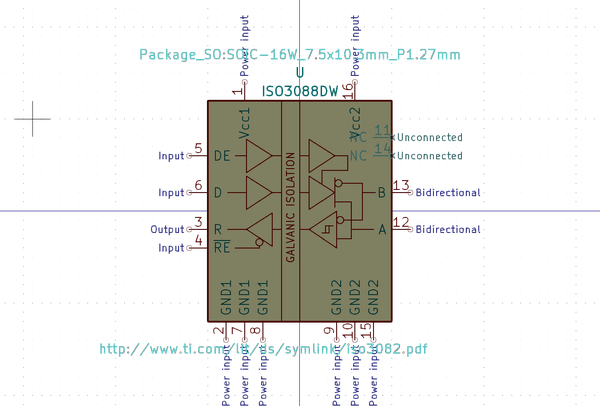 Power input
Power input
Package_SO:SOIC-16W_7.5x10.3mm_P1.27mm
U
ISO3088DW
1
16
Vcc1
Vcc2
NC 11 Unconnected
Input 5 DE
NC 14 Unconnected
GALVANIC ISOLATION
Input 6 D
B 13 Bidirectional
Output 3 R
A 12 Bidirectional
Input 4 RE
GND1 GND1 GND1 GND2 GND2 GND2
2 7 8 9 10 15
http://www.ti.com/lit/ds/symlink/iso3082.pdf
Power input Power input Power input Power input Power input Power input